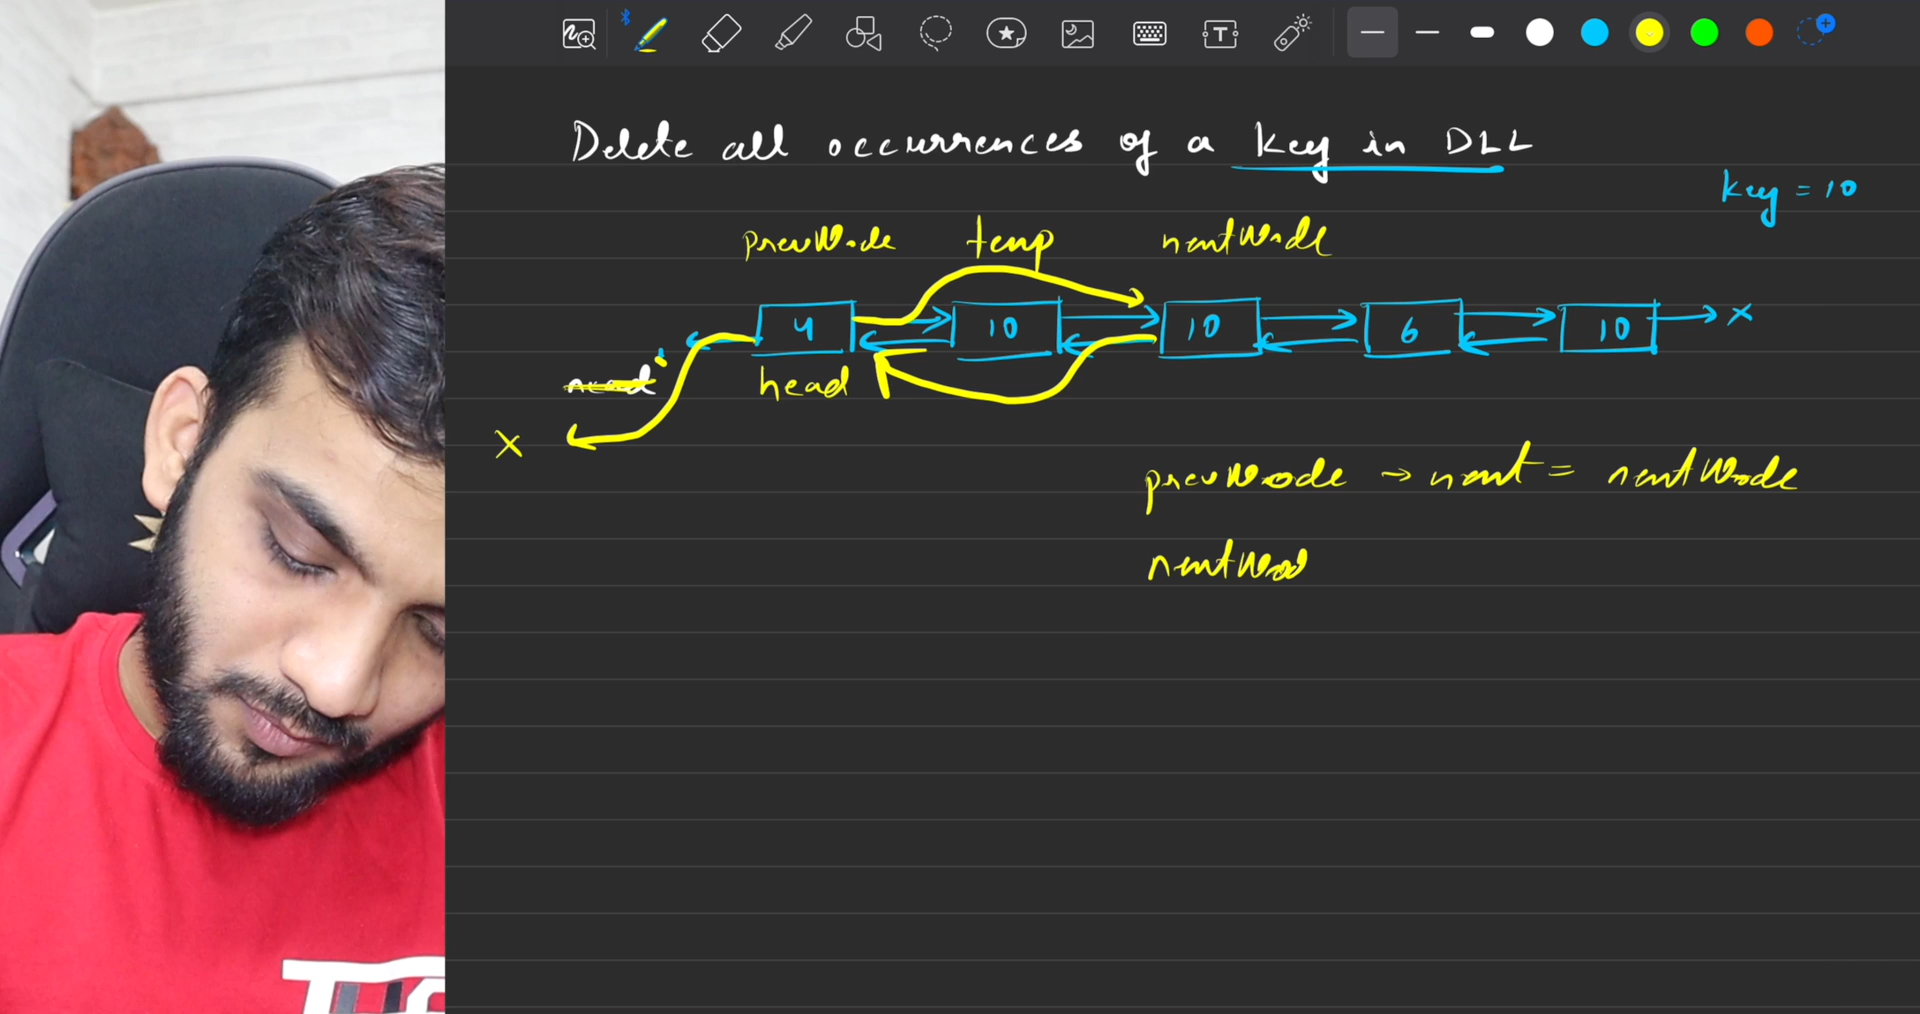 Delete all occurrences of a key in DLL
key = 10
prevNode temp nextNode
4 10 10 6 10 → x
head
x
prevNode → next = nextNode
nextNod